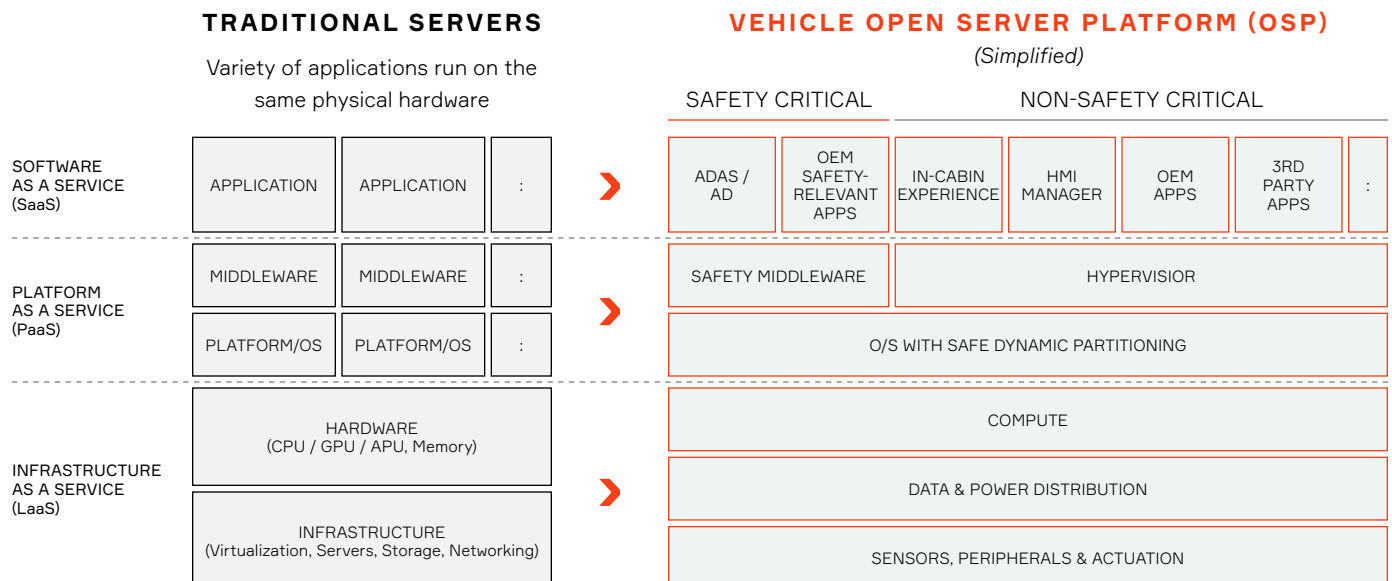 TRADITIONAL SERVERS
Variety of applications run on the
same physical hardware
VEHICLE OPEN SERVER PLATFORM (OSP)
(Simplified)
SAFETY CRITICAL
NON-SAFETY CRITICAL
SOFTWARE
AS A SERVICE
(SaaS)
APPLICATION
APPLICATION
:
ADAS /
AD
OEM
SAFETY-
RELEVANT
APPS
IN-CABIN
EXPERIENCE
HMI
MANAGER
OEM
APPS
3RD
PARTY
APPS
:
PLATFORM
AS A SERVICE
(PaaS)
MIDDLEWARE
MIDDLEWARE
:
SAFETY MIDDLEWARE
HYPERVISIOR
PLATFORM/OS
PLATFORM/OS
:
O/S WITH SAFE DYNAMIC PARTITIONING
INFRASTRUCTURE
AS A SERVICE
(LaaS)
HARDWARE
(CPU / GPU / APU, Memory)
INFRASTRUCTURE
(Virtualization, Servers, Storage, Networking)
COMPUTE
DATA & POWER DISTRIBUTION
SENSORS, PERIPHERALS & ACTUATION